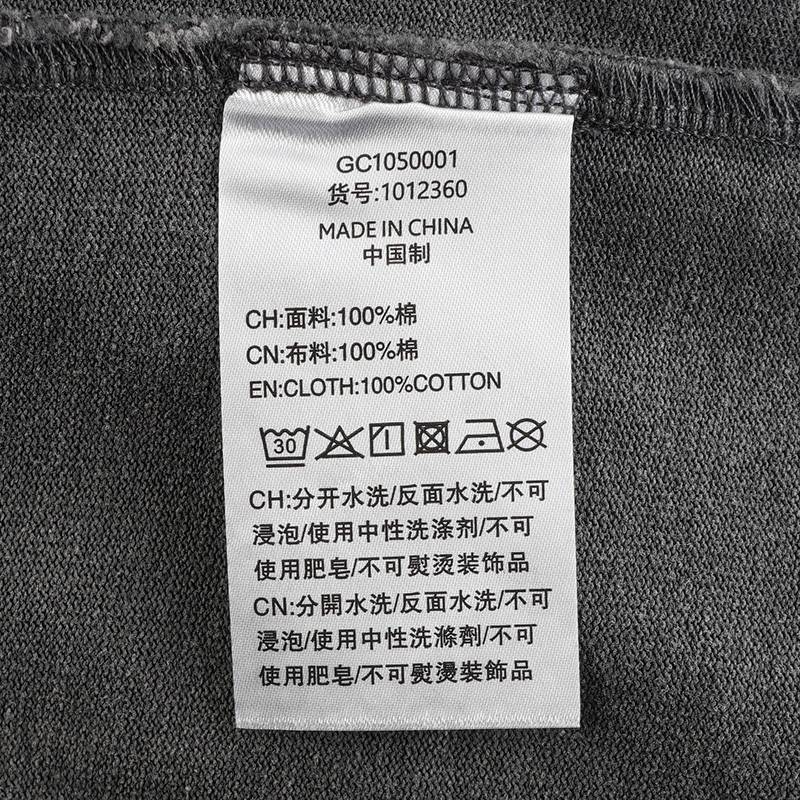 GC1050001
货号:1012360
MADE IN CHINA
中国制
CH:面料:100%棉
CN:布料:100%棉
EN:CLOTH:100%COTTON
30
CH:分开水洗/反面水洗/不可
浸泡/使用中性洗涤剂/不可
使用肥皂/不可熨烫装饰品
CN:分開水洗/反面水洗/不可
浸泡/使用中性洗滌劑/不可
使用肥皂/不可熨燙裝飾品